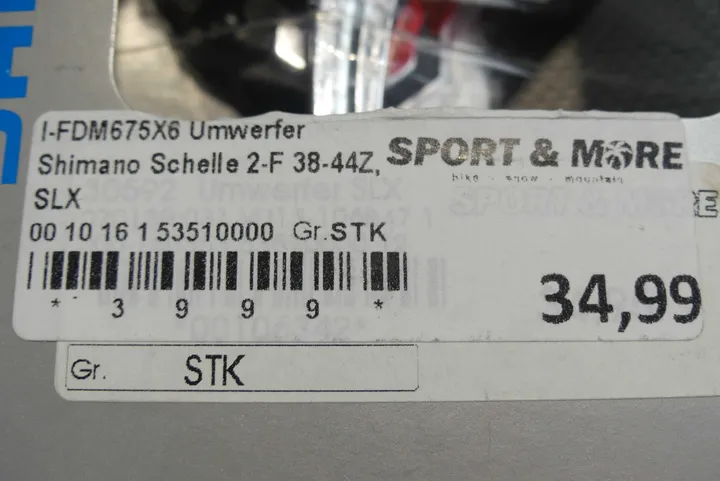 I-FDM675X6 Umwerfer
Shimano Schelle 2-F 38-44Z,
SLX
SPORT & MORE
bike - snow - mountain
00 10 16 1 53510000 Gr.STK
* 3 9 9 9 *
34,99
Gr. STK